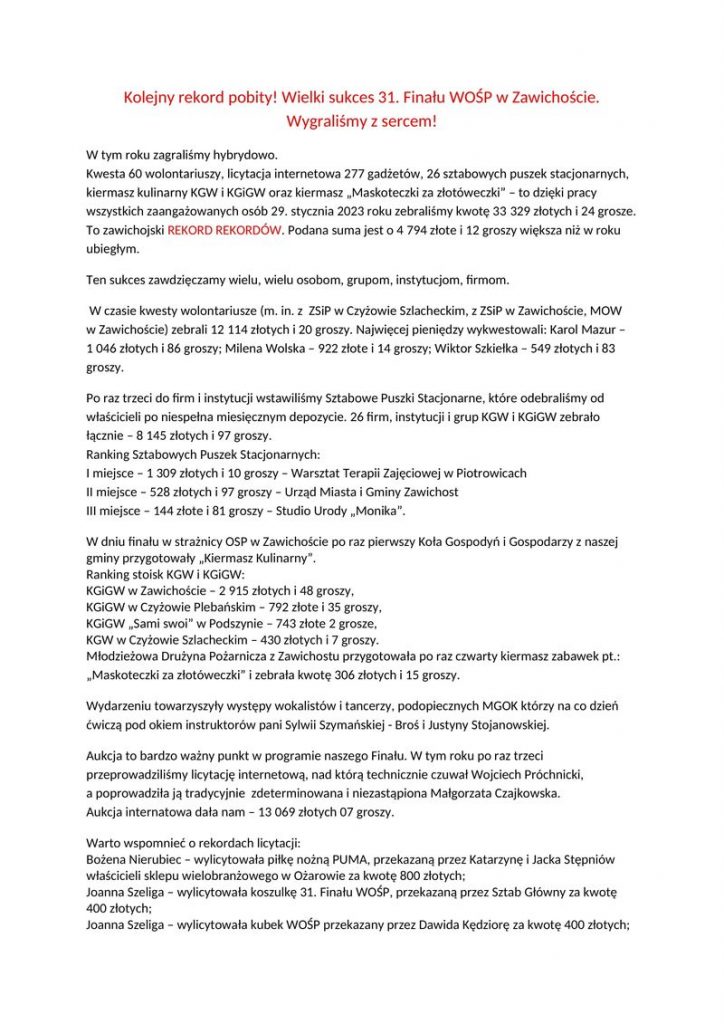 Kolejny rekord pobity! Wielki sukces 31. Finału WOŚP w Zawichoście.
Wygraliśmy z sercem!
W tym roku zagraliśmy hybrydowo.
Kwesta 60 wolontariuszy, licytacja internetowa 277 gadżetów, 26 sztabowych puszek stacjonarnych,
kiermasz kulinarny KGW i KGiGW oraz kiermasz „Maskoteczki za złotóweczki” – to dzięki pracy
wszystkich zaangażowanych osób 29. stycznia 2023 roku zebraliśmy kwotę 33 329 złotych i 24 grosze.
To zawichojski REKORD REKORDÓW. Podana suma jest o 4 794 złote i 12 groszy większa niż w roku
ubiegłym.
Ten sukces zawdzięczamy wielu, wielu osobom, grupom, instytucjom, firmom.
W czasie kwesty wolontariusze (m. in. z  ZSiP w Czyżowie Szlacheckim, z ZSiP w Zawichoście, MOW
w Zawichoście) zebrali 12 114 złotych i 20 groszy. Najwięcej pieniędzy wykwestowali: Karol Mazur –
1 046 złotych i 86 groszy; Milena Wolska – 922 złote i 14 groszy; Wiktor Szkiełka – 549 złotych i 83
groszy.
Po raz trzeci do firm i instytucji wstawiliśmy Sztabowe Puszki Stacjonarne, które odebraliśmy od
właścicieli po niespełna miesięcznym depozycie. 26 firm, instytucji i grup KGW i KGiGW zebrało
łącznie – 8 145 złotych i 97 groszy.
Ranking Sztabowych Puszek Stacjonarnych:
I miejsce – 1 309 złotych i 10 groszy – Warsztat Terapii Zajęciowej w Piotrowicach
II miejsce – 528 złotych i 97 groszy – Urząd Miasta i Gminy Zawichost
III miejsce – 144 złote i 81 groszy – Studio Urody „Monika”.
W dniu finału w strażnicy OSP w Zawichoście po raz pierwszy Koła Gospodyń i Gospodarzy z naszej
gminy przygotowały „Kiermasz Kulinarny”.
Ranking stoisk KGW i KGiGW:
KGiGW w Zawichoście – 2 915 złotych i 48 groszy,
KGiGW w Czyżowie Plebańskim – 792 złote i 35 groszy,
KGiGW „Sami swoi” w Podszynie – 743 złote 2 grosze,
KGW w Czyżowie Szlacheckim – 430 złotych i 7 groszy.
Młodzieżowa Drużyna Pożarnicza z Zawichostu przygotowała po raz czwarty kiermasz zabawek pt.:
„Maskoteczki za złotóweczki” i zebrała kwotę 306 złotych i 15 groszy.
Wydarzeniu towarzyszyły występy wokalistów i tancerzy, podopiecznych MGOK którzy na co dzień
ćwiczą pod okiem instruktorów pani Sylwii Szymańskiej - Broś i Justyny Stojanowskiej.
Aukcja to bardzo ważny punkt w programie naszego Finału. W tym roku po raz trzeci
przeprowadziliśmy licytację internetową, nad którą technicznie czuwał Wojciech Próchnicki,
a poprowadziła ją tradycyjnie  zdeterminowana i niezastąpiona Małgorzata Czajkowska.
Aukcja internatowa dała nam – 13 069 złotych 07 groszy.
Warto wspomnieć o rekordach licytacji:
Bożena Nierubiec – wylicytowała piłkę nożną PUMA, przekazaną przez Katarzynę i Jacka Stępniów
właścicieli sklepu wielobranżowego w Ożarowie za kwotę 800 złotych;
Joanna Szeliga – wylicytowała koszulkę 31. Finału WOŚP, przekazaną przez Sztab Główny za kwotę
400 złotych;
Joanna Szeliga – wylicytowała kubek WOŚP przekazany przez Dawida Kędziorę za kwotę 400 złotych;